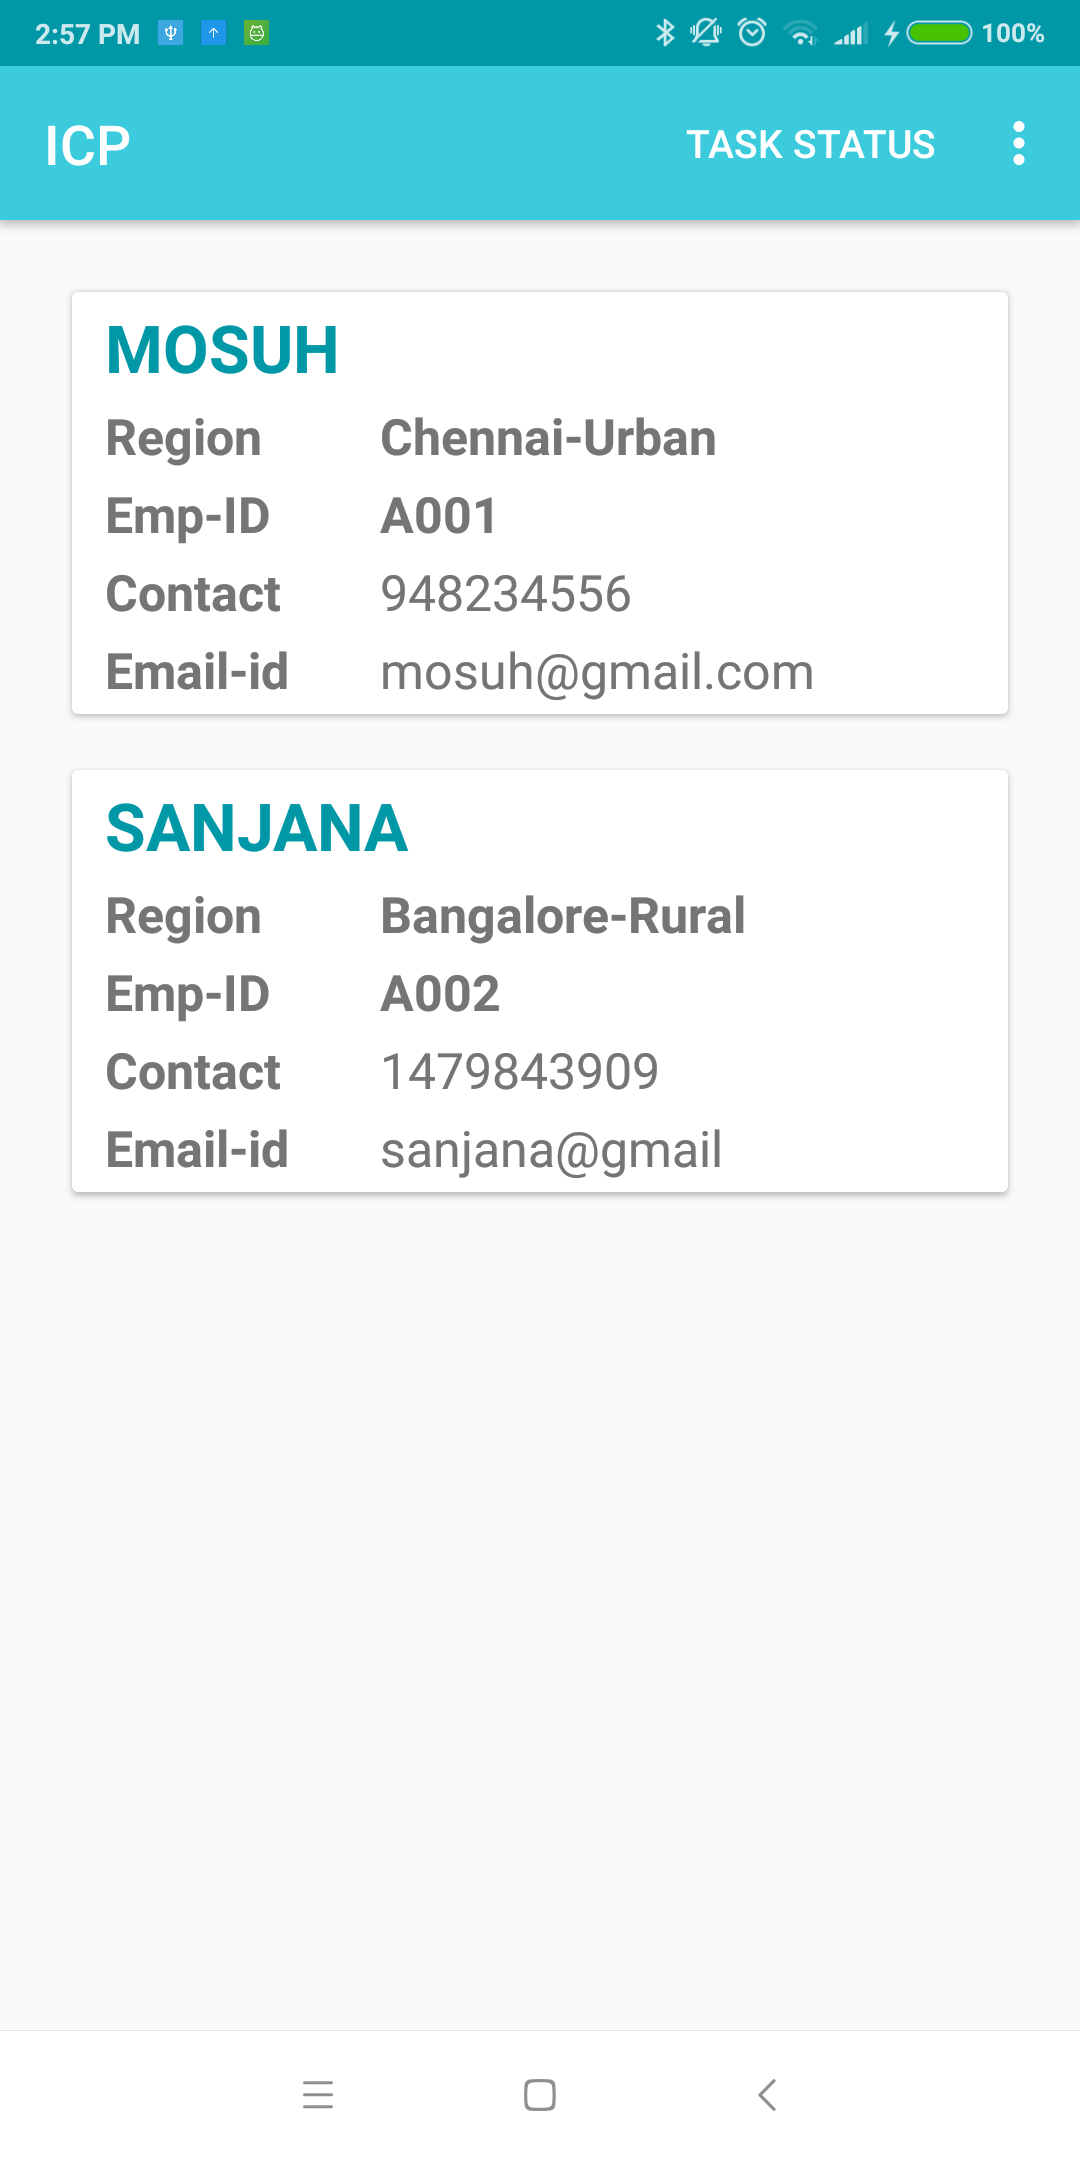 2:57 PM 100%
ICP TASK STATUS
MOSUH
Region Chennai-Urban
Emp-ID A001
Contact 948234556
Email-id mosuh@gmail.com
SANJANA
Region Bangalore-Rural
Emp-ID A002
Contact 1479843909
Email-id sanjana@gmail